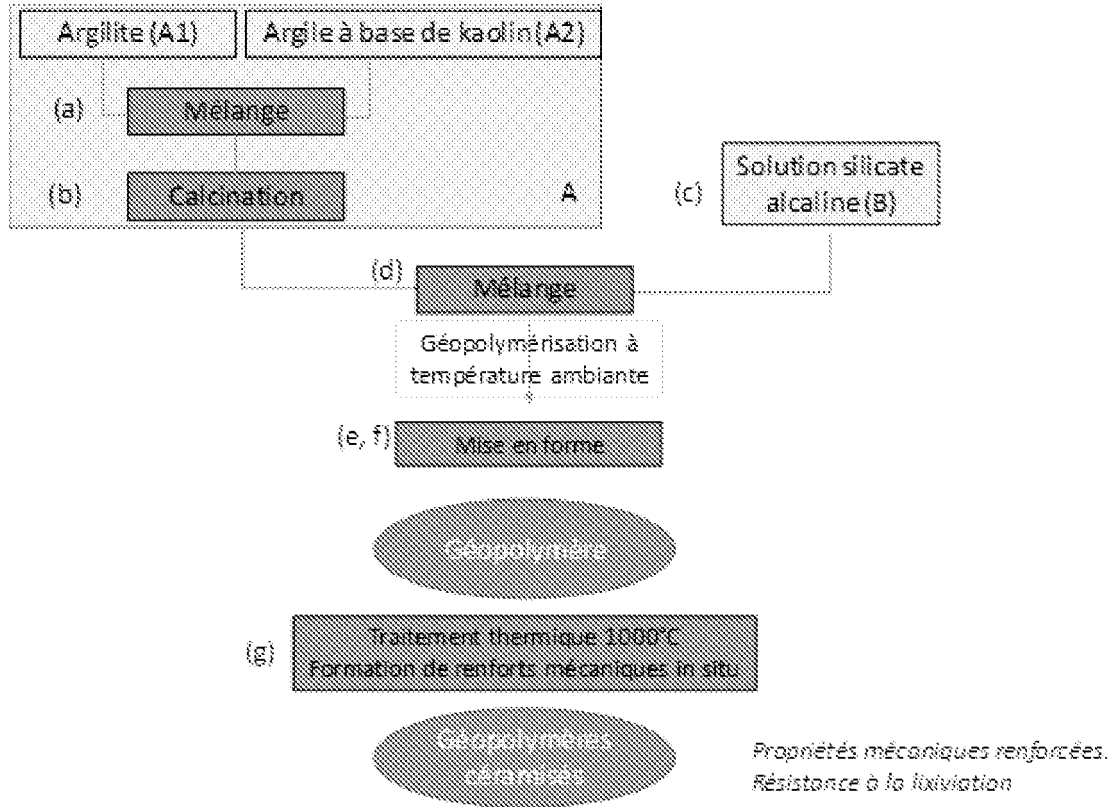 Argilite (A1)
Argile à base de kaolin (A2)
(a)
Mélange
(b)
Calcination
A
(c)
Solution silicate
alcaline (B)
(d)
Mélange
Géopolymérisation à
température ambiante
(e, f)
Mise en forme
Géopolymère
(g)
Traitement thermique 1000°C
Formation de renforts mécaniques in situ
Géopolymères
céramisés
Propriétés mécaniques renforcées.
Résistance à la lixiviation